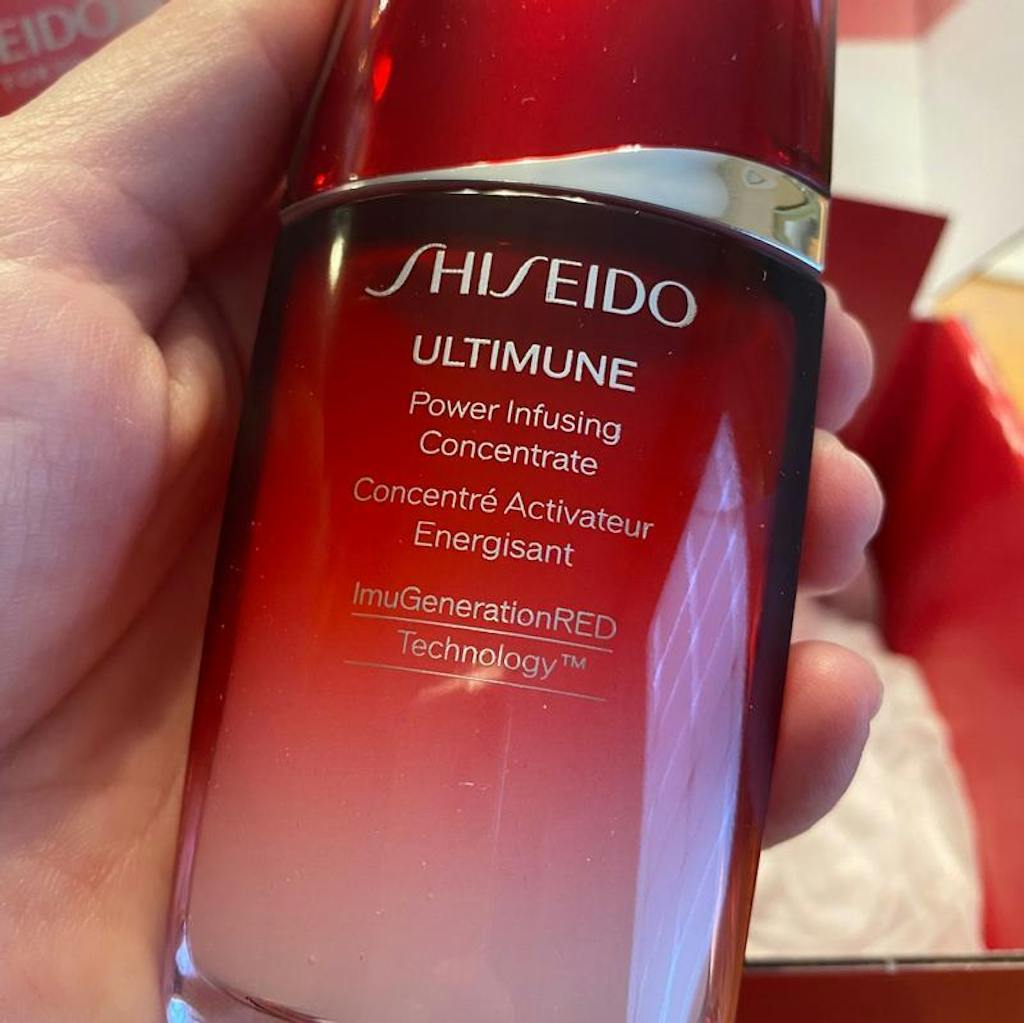 SHISEIDO
ULTIMUNE
Power Infusing
Concentrate
Concentré Activateur
Energisant
ImuGenerationRED
Technology™